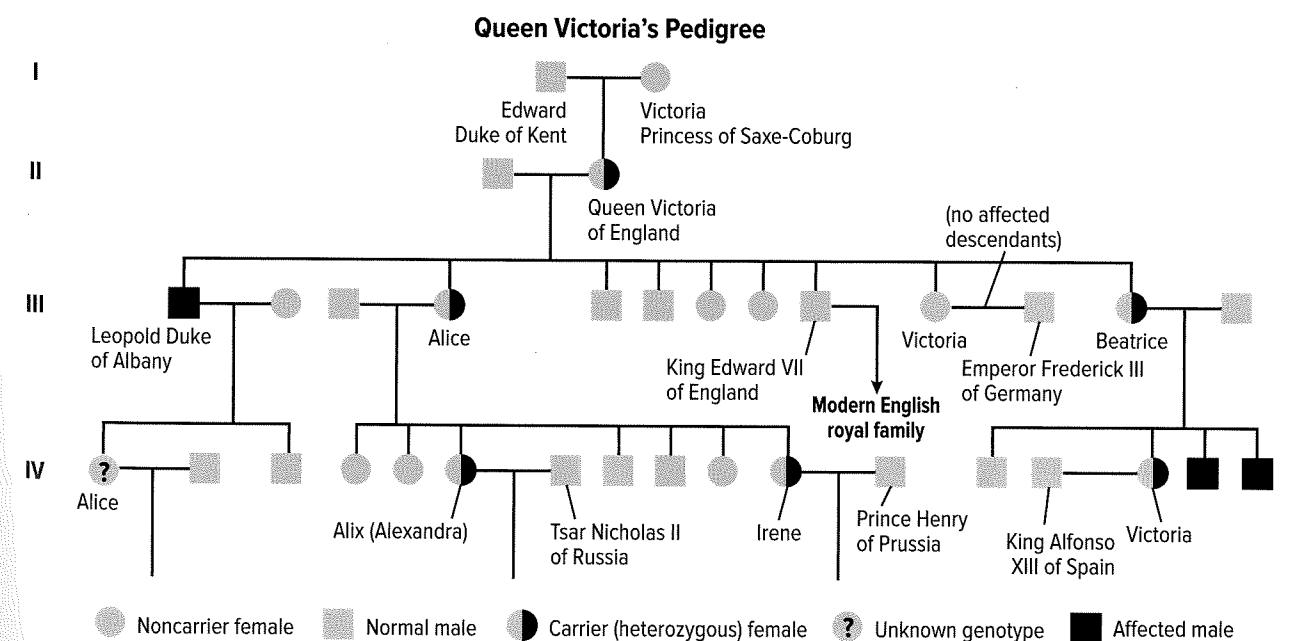 Queen Victoria's Pedigree
I
Edward
Duke of Kent
Victoria
Princess of Saxe-Coburg
II
Queen Victoria
of England
(no affected
descendants)
III
Leopold Duke
of Albany
Alice
King Edward VII
of England
Modern English
royal family
Victoria
Emperor Frederick III
of Germany
Beatrice
IV
?
Alice
Alix (Alexandra)
Tsar Nicholas II
of Russia
Irene
Prince Henry
of Prussia
King Alfonso
XIII of Spain
Victoria
Noncarrier female
Normal male
Carrier (heterozygous) female
?
Unknown genotype
Affected male